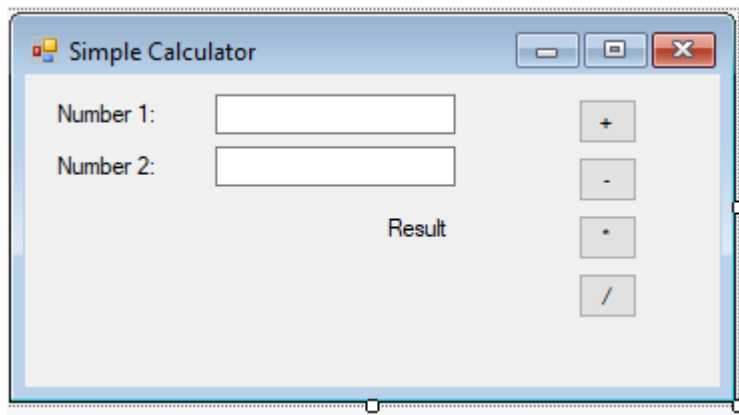 Simple Calculator
Number 1:
+
Number 2:
-
Result
*
/